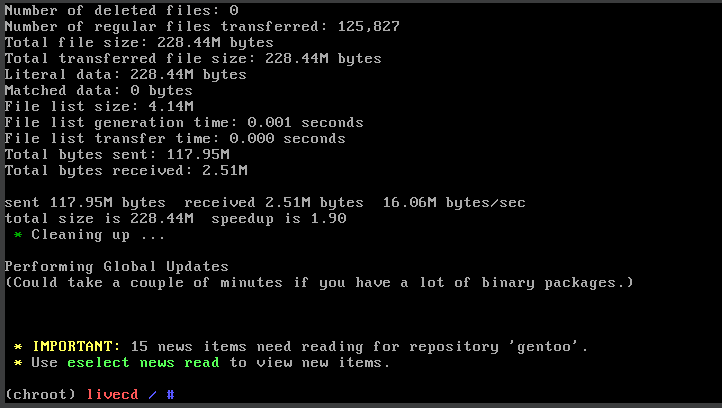 Number of deleted files: 0
Number of regular files transferred: 125,827
Total file size: 228.44M bytes
Total transferred file size: 228.44M bytes
Literal data: 228.44M bytes
Matched data: 0 bytes
File list size: 4.14M
File list generation time: 0.001 seconds
File list transfer time: 0.000 seconds
Total bytes sent: 117.95M
Total bytes received: 2.51M
sent 117.95M bytes  received 2.51M bytes  16.06M bytes/sec
total size is 228.44M  speedup is 1.90
 * Cleaning up ...
Performing Global Updates
(Could take a couple of minutes if you have a lot of binary packages.)
 * IMPORTANT: 15 news items need reading for repository 'gentoo'.
 * Use eselect news read to view new items.
(chroot) livecd / #